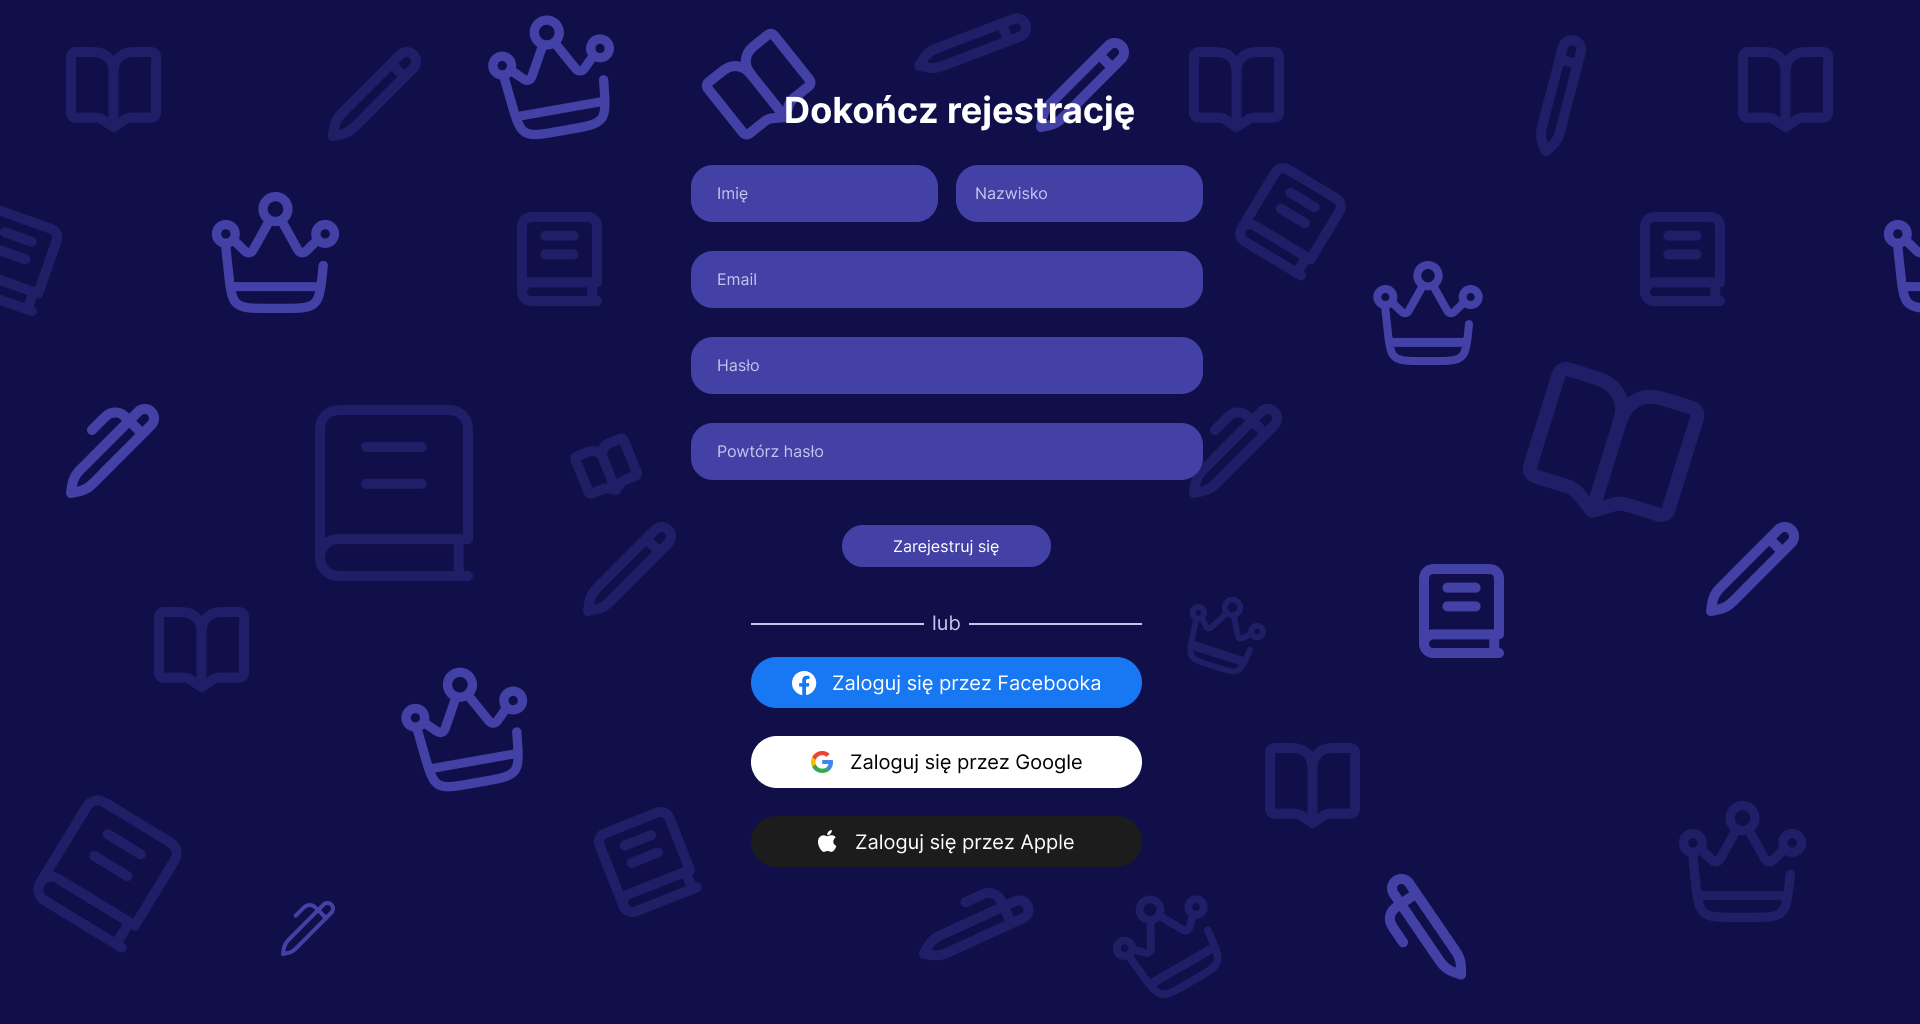 Dokończ rejestrację
Imię
Nazwisko
Email
Hasło
Powtórz hasło
Zarejestruj się
lub
Zaloguj się przez Facebooka
Zaloguj się przez Google
Zaloguj się przez Apple